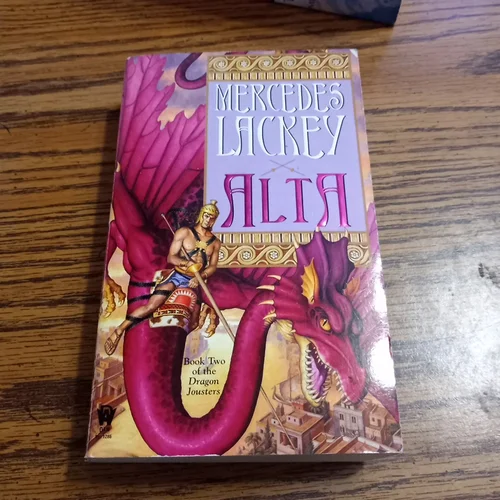 MERCEDES
LACKEY
ALTA
Book Two
of the
Dragon
Jousters